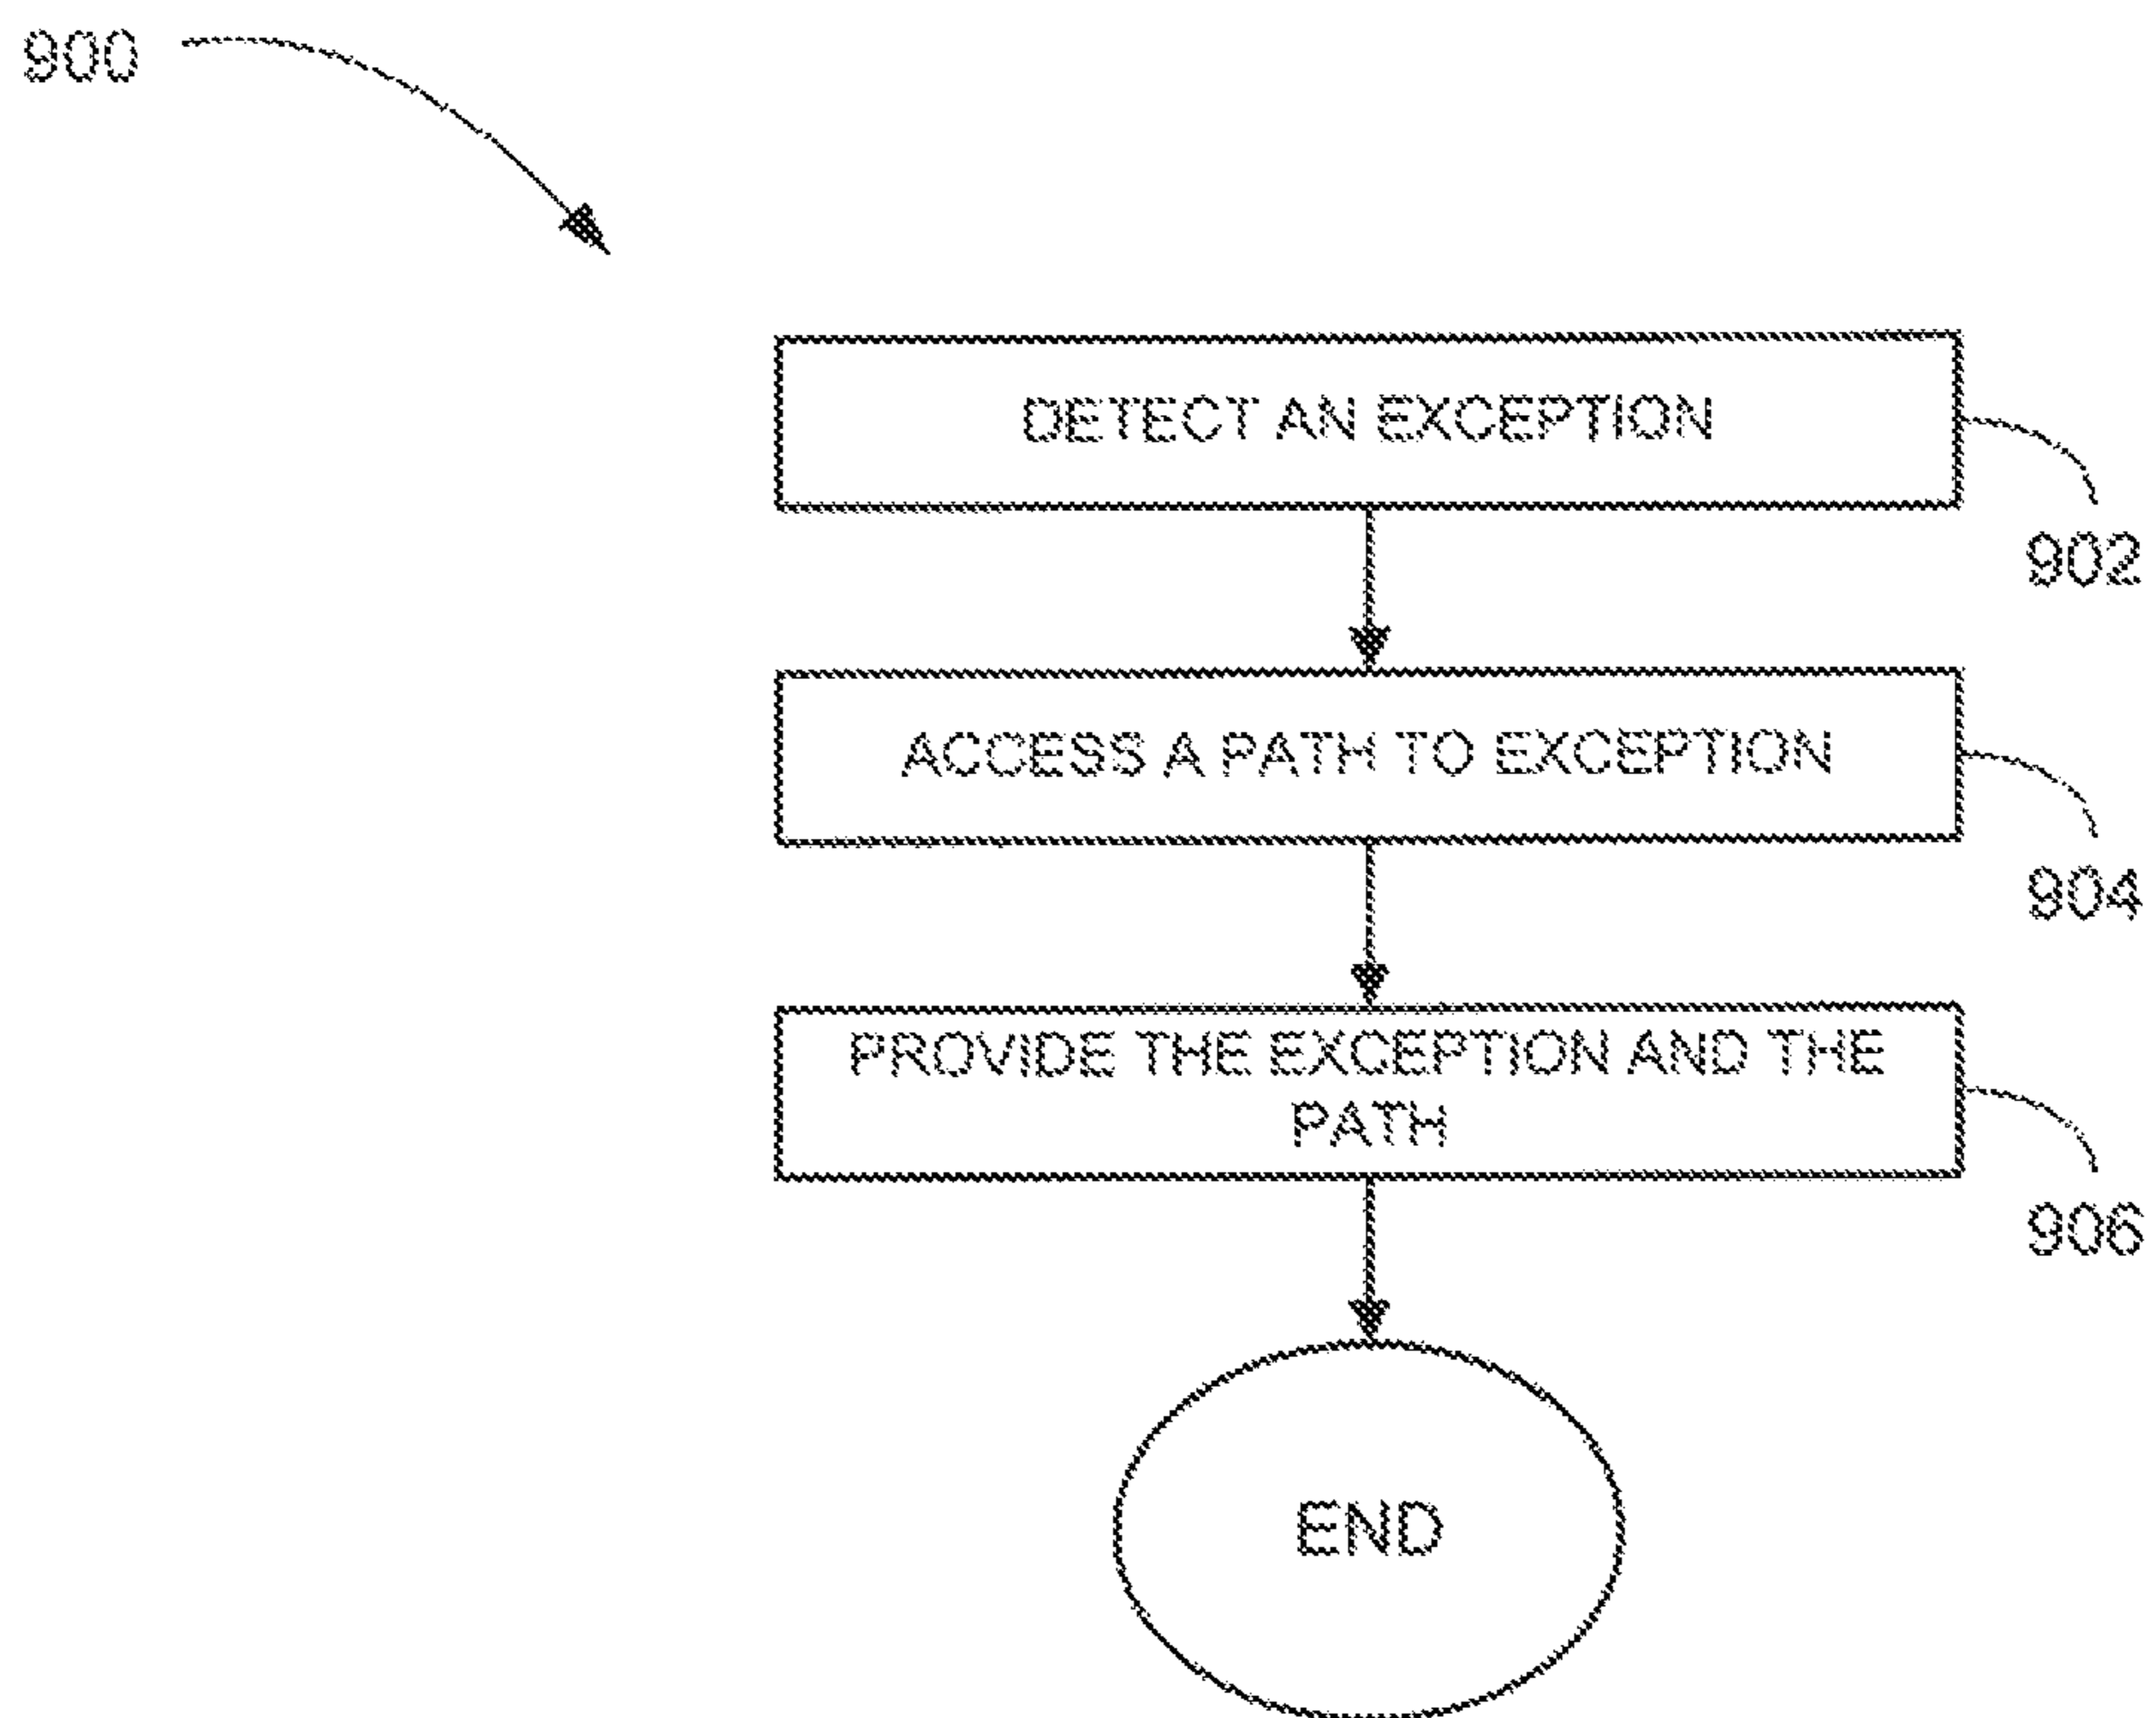 900
DETECT AN EXCEPTION
902
ACCESS A PATH TO EXCEPTION
904
PROVIDE THE EXCEPTION AND THE
PATH
906
END